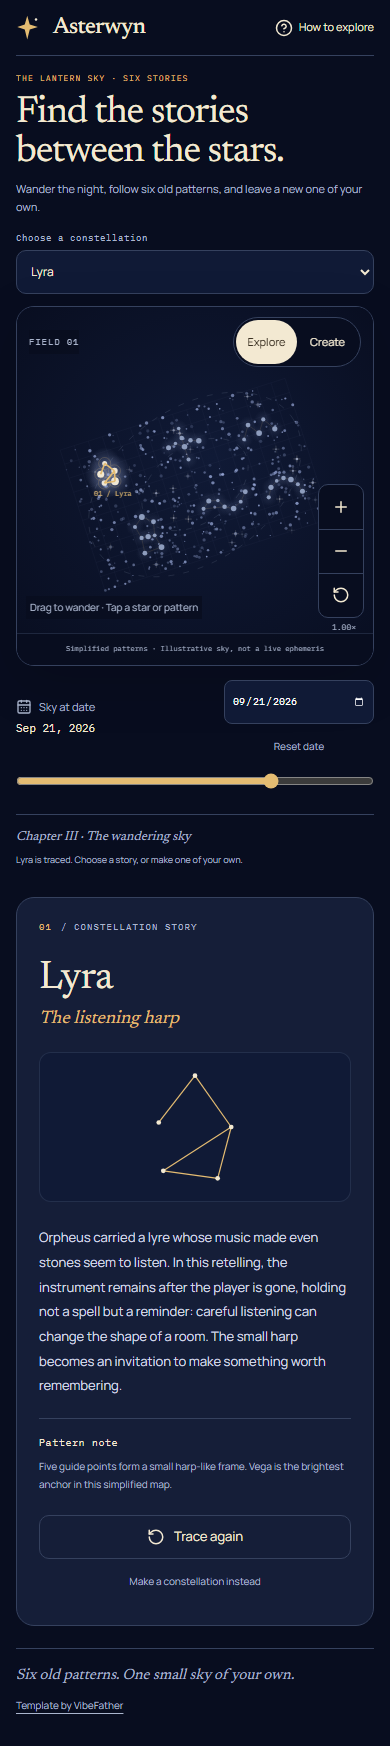 Asterwyn
How to explore
THE LANTERN SKY · SIX STORIES
Find the stories
between the stars.
Wander the night, follow six old patterns, and leave a new one of your
own.
Choose a constellation
Lyra
FIELD 01
Explore
Create
01 / Lyra
Drag to wander · Tap a star or pattern
1.00×
Simplified patterns · Illustrative sky, not a live ephemeris
Sky at date
Sep 21, 2026
09/21/2026
Reset date
Chapter III · The wandering sky
Lyra is traced. Choose a story, or make one of your own.
01 / CONSTELLATION STORY
Lyra
The listening harp
Orpheus carried a lyre whose music made even
stones seem to listen. In this retelling, the
instrument remains after the player is gone, holding
not a spell but a reminder: careful listening can
change the shape of a room. The small harp
becomes an invitation to make something worth
remembering.
Pattern note
Five guide points form a small harp-like frame. Vega is the brightest
anchor in this simplified map.
Trace again
Make a constellation instead
Six old patterns. One small sky of your own.
Template by VibeFather